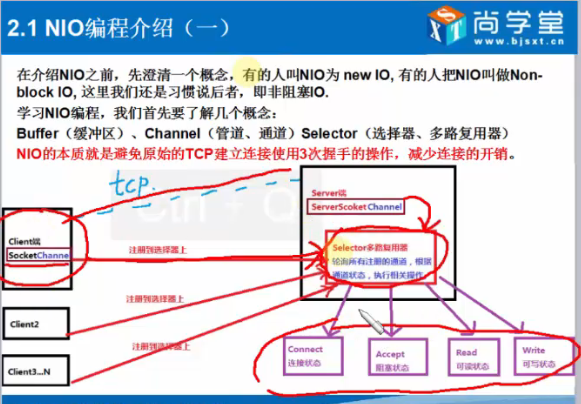 2.1 NIO编程介绍（一）
尚学堂
XST
www.bjsxt.cn
在介绍NIO之前，先澄清一个概念，有的人叫NIO为 new IO, 有的人把NIO叫做Non-
block IO, 这里我们还是习惯说后者，即非阻塞IO.
学习NIO编程，我们首先要了解几个概念：
Buffer（缓冲区）、Channel（管道、通道）Selector（选择器、多路复用器）
NIO的本质就是避免原始的TCP建立连接使用3次握手的操作，减少连接的开销。
tcp.
Ctrl + Q
Server端
ServerScoketChannel
Client端
SocketChanne
注册到选择器上
Selector多路复用器
轮询所有注册的通道，根据
通道状态，执行相关操作
Client2
注册到选择器上
Client3...N
注册到选择器上
Connect
连接状态
Accept
阻塞状态
Read
可读状态
Write
可写状态